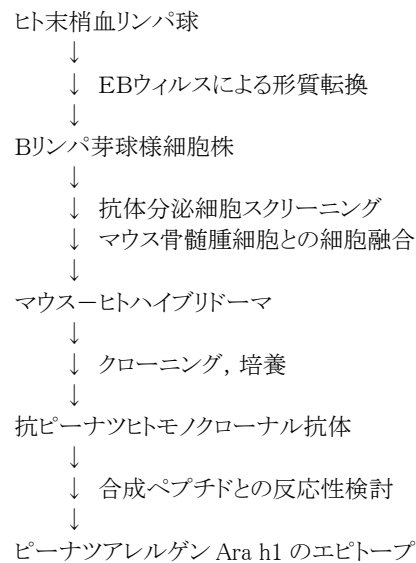 ヒト末梢血リンパ球
↓
↓ EBウィルスによる形質転換
↓
Bリンパ芽球様細胞株
↓
↓ 抗体分泌細胞スクリーニング
↓ マウス骨髄腫細胞との細胞融合
↓
マウス－ヒトハイブリドーマ
↓
↓ クローニング, 培養
↓
抗ピーナツヒトモノクローナル抗体
↓
↓ 合成ペプチドとの反応性検討
↓
ピーナツアレルゲン Ara h1 のエピトープ